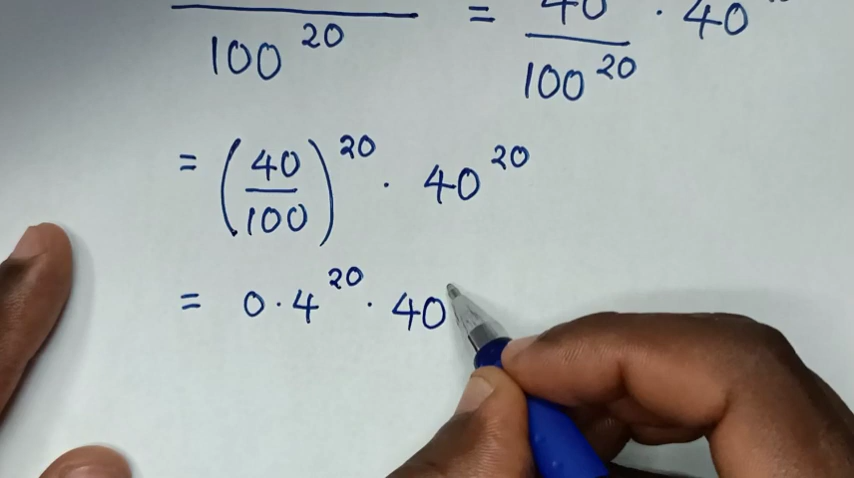 100^20 = 40/100^20 · 40
= (40/100)^20 · 40^20
= 0·4^20 · 40